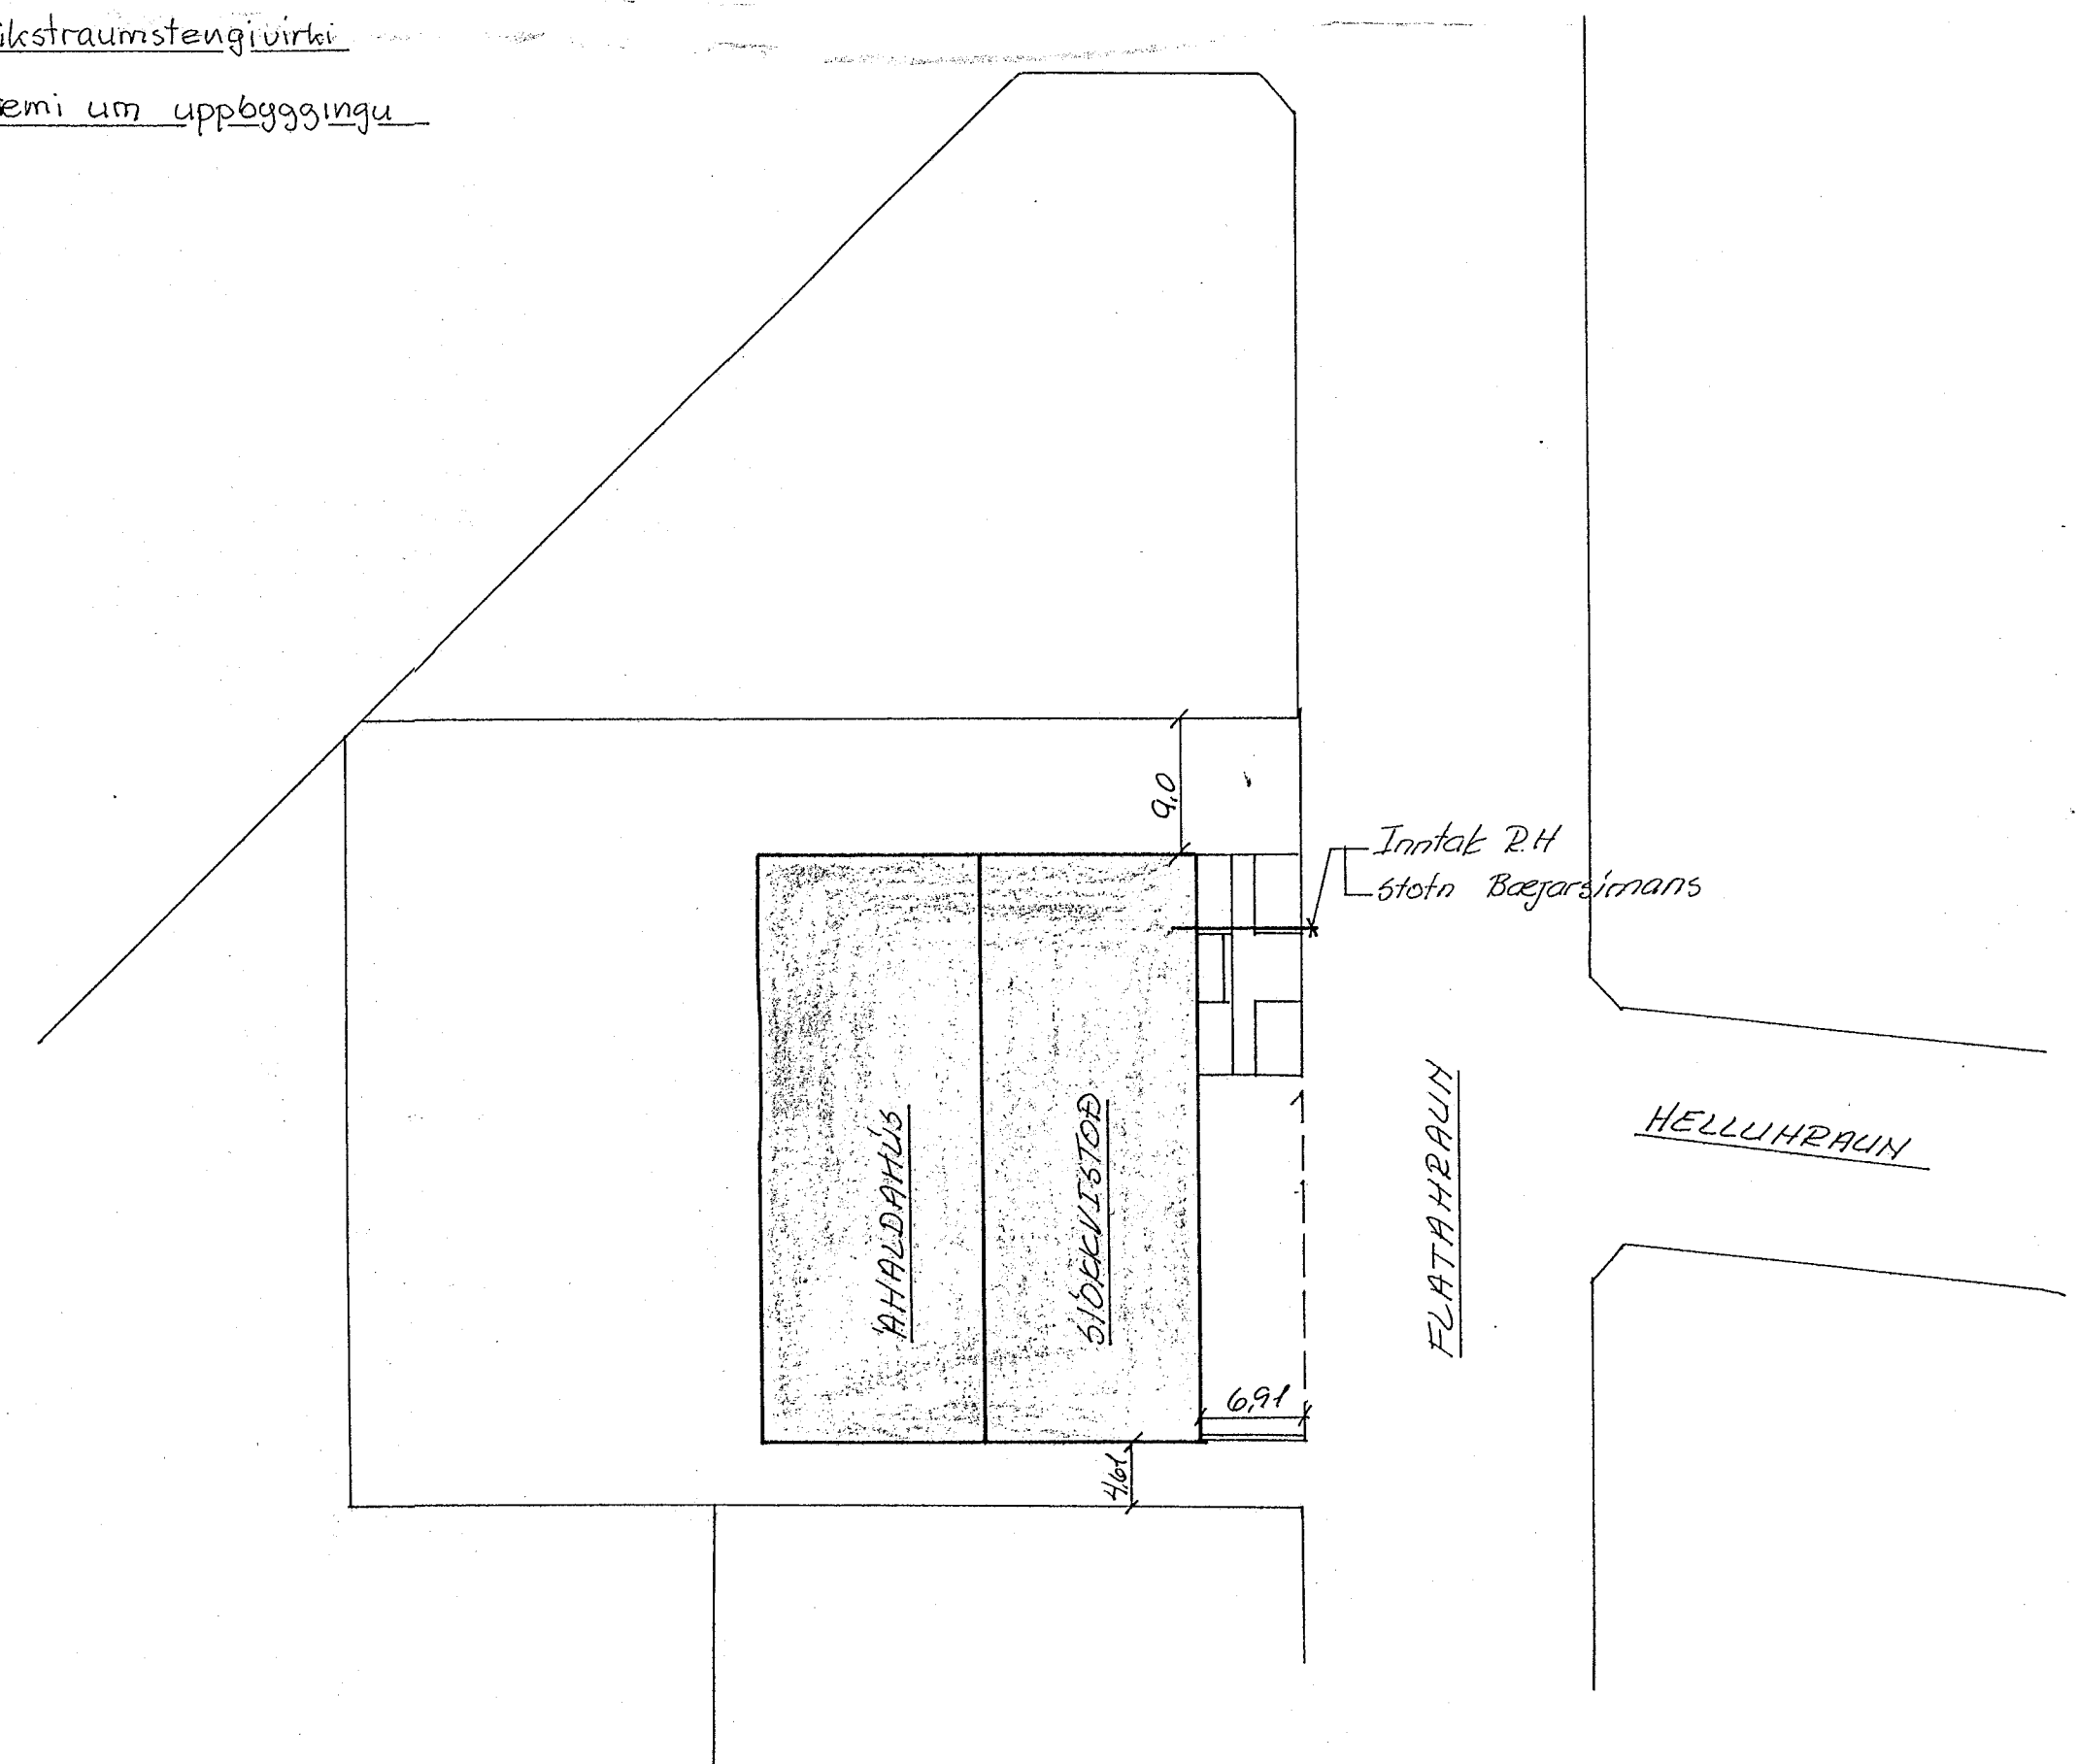 ikstraumstengivirki
emi um uppbyggingu
9,0
Inntak R.H
Stofn Bæjarsímans
ÁHALDAHÚS
SLÖKKVISTÖÐ
FLATAHRAUN
HELLUHRAUN
6,91
4,61